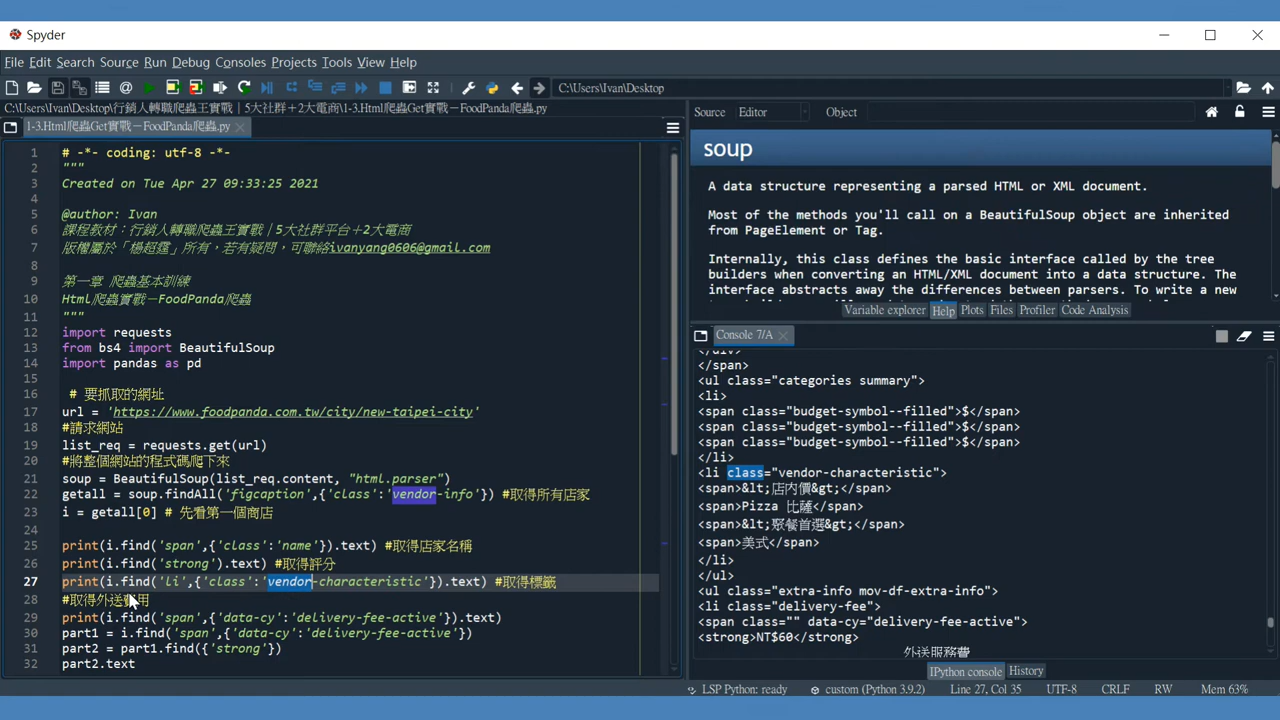 Spyder
File Edit Search Source Run Debug Consoles Projects Tools View Help
C:\Users\Ivan\Desktop
C:\Users\Ivan\Desktop\行銷人轉職爬蟲王實戰｜5大社群＋2大電商\1-3.Html爬蟲Get實戰－FoodPanda爬蟲.py
1-3.Html爬蟲Get實戰－FoodPanda爬蟲.py
1 # -*- coding: utf-8 -*-
2 """
3 Created on Tue Apr 27 09:33:25 2021
4
5 @author: Ivan
6 課程教材：行銷人轉職爬蟲王實戰｜5大社群平台＋2大電商
7 版權屬於「楊超霆」所有，若有疑問，可聯絡ivanyang0606@gmail.com
8
9 第一章 爬蟲基本訓練
10 Html爬蟲實戰－FoodPanda爬蟲
11 """
12 import requests
13 from bs4 import BeautifulSoup
14 import pandas as pd
15
16 # 要抓取的網址
17 url = 'https://www.foodpanda.com.tw/city/new-taipei-city'
18 #請求網站
19 list_req = requests.get(url)
20 #將整個網站的程式碼爬下來
21 soup = BeautifulSoup(list_req.content, "html.parser")
22 getall = soup.findAll('figcaption',{'class':'vendor-info'}) #取得所有店家
23 i = getall[0] # 先看第一個商店
24
25 print(i.find('span',{'class':'name'}).text) #取得店家名稱
26 print(i.find('strong').text) #取得評分
27 print(i.find('li',{'class':'vendor-characteristic'}).text) #取得標籤
28 #取得外送費用
29 print(i.find('span',{'data-cy':'delivery-fee-active'}).text)
30 part1 = i.find('span',{'data-cy':'delivery-fee-active'})
31 part2 = part1.find({'strong'})
32 part2.text
Source Editor Object
soup
A data structure representing a parsed HTML or XML document.
Most of the methods you'll call on a BeautifulSoup object are inherited
from PageElement or Tag.
Internally, this class defines the basic interface called by the tree
builders when converting an HTML/XML document into a data structure. The
interface abstracts away the differences between parsers. To write a new
Variable explorer Help Plots Files Profiler Code Analysis
Console 7/A
</div>
</span>
<ul class="categories summary">
<li>
<span class="budget-symbol--filled">$</span>
<span class="budget-symbol--filled">$</span>
<span class="budget-symbol--filled">$</span>
</li>
<li class="vendor-characteristic">
<span>&lt;店內價&gt;</span>
<span>Pizza 比薩</span>
<span>&lt;聚餐首選&gt;</span>
<span>美式</span>
</li>
</ul>
<ul class="extra-info mov-df-extra-info">
<li class="delivery-fee">
<span class="" data-cy="delivery-fee-active">
<strong>NT$60</strong>
外送服務費
IPython console History
LSP Python: ready custom (Python 3.9.2) Line 27, Col 35 UTF-8 CRLF RW Mem 63%